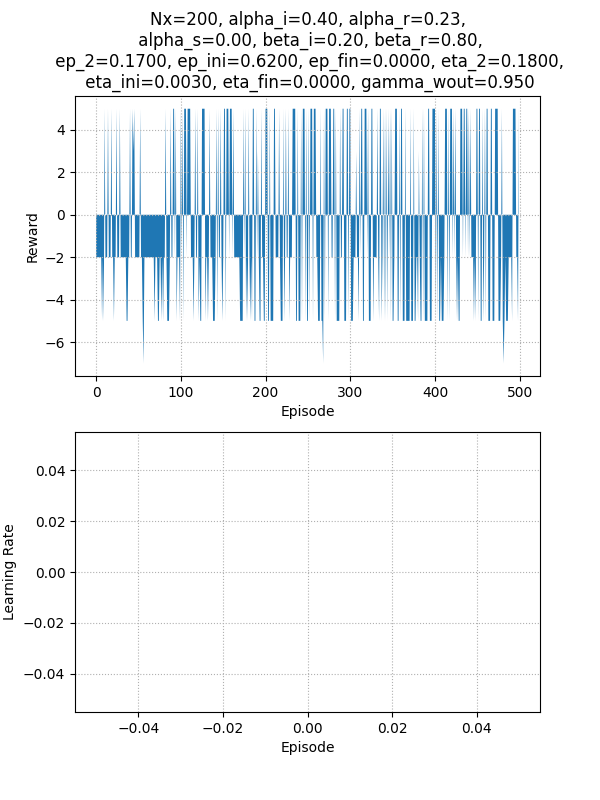 Nx=200, alpha_i=0.40, alpha_r=0.23,
alpha_s=0.00, beta_i=0.20, beta_r=0.80,
ep_2=0.1700, ep_ini=0.6200, ep_fin=0.0000, eta_2=0.1800,
eta_ini=0.0030, eta_fin=0.0000, gamma_wout=0.950
Reward
4
2
0
−2
−4
−6
0 100 200 300 400 500
Episode
Learning Rate
0.04
0.02
0.00
−0.02
−0.04
−0.04 −0.02 0.00 0.02 0.04
Episode